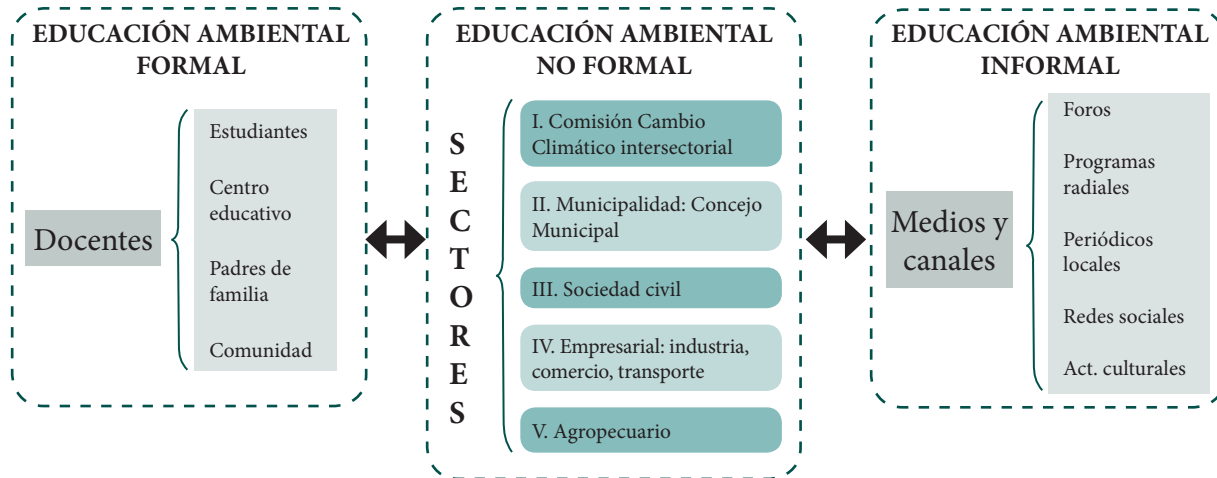 EDUCACIÓN AMBIENTAL
FORMAL
Docentes
Estudiantes
Centro
educativo
Padres de
familia
Comunidad
EDUCACIÓN AMBIENTAL
NO FORMAL
SECTORES
I. Comisión Cambio
Climático intersectorial
II. Municipalidad: Concejo
Municipal
III. Sociedad civil
IV. Empresarial: industria,
comercio, transporte
V. Agropecuario
EDUCACIÓN AMBIENTAL
INFORMAL
Medios y
canales
Foros
Programas
radiales
Periódicos
locales
Redes sociales
Act. culturales